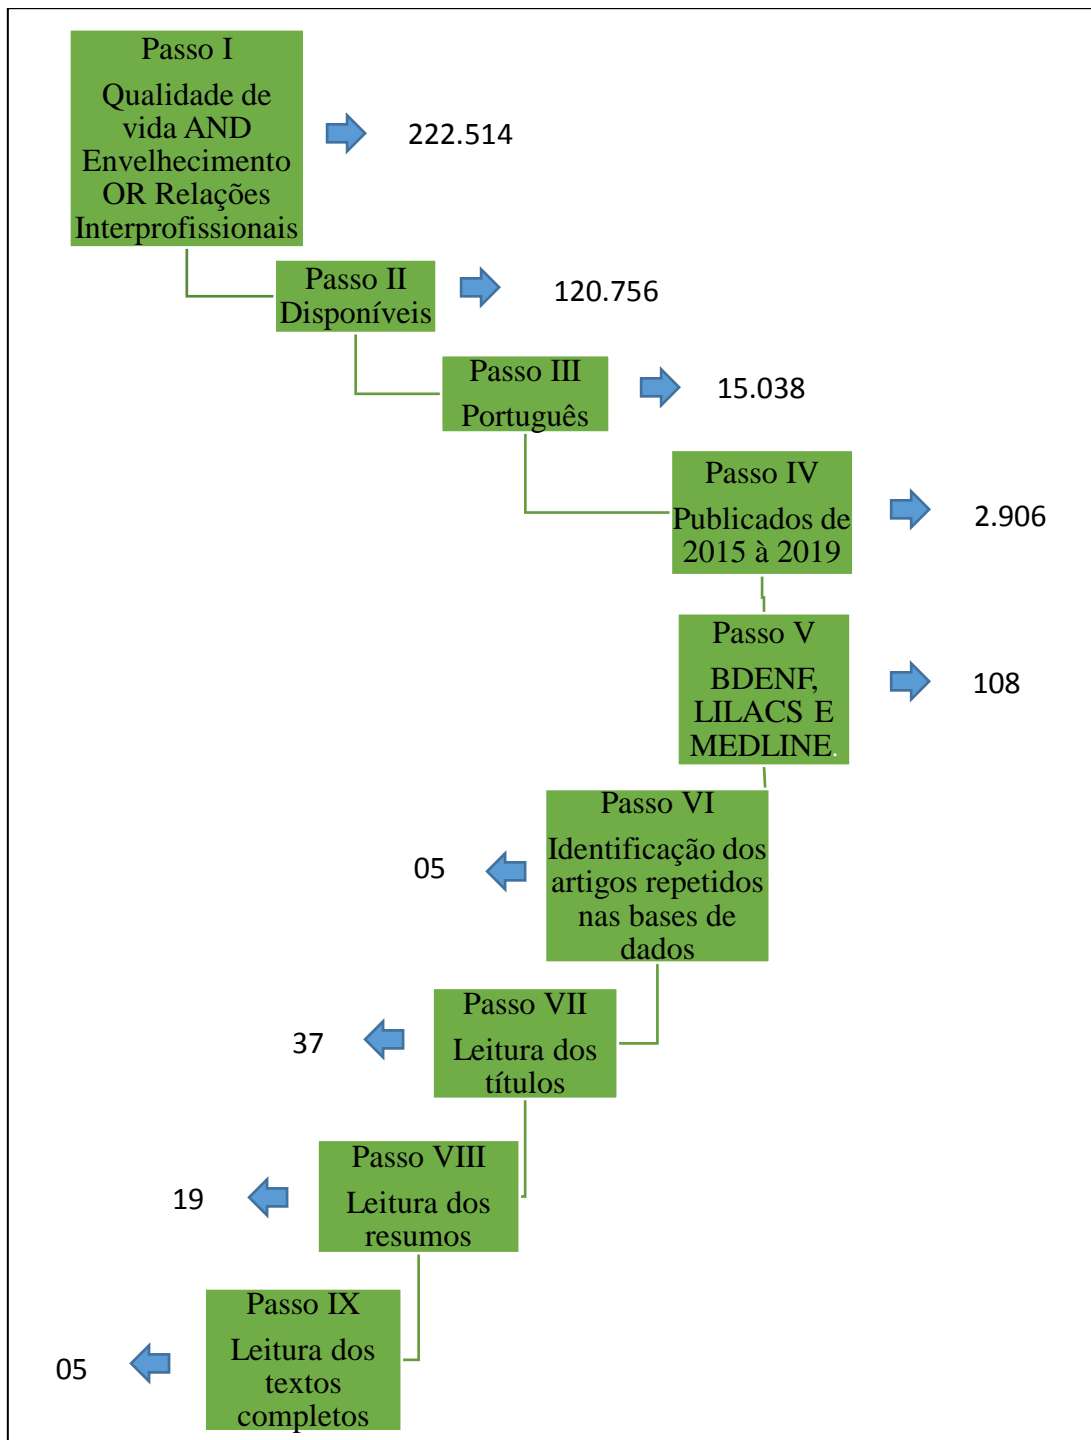 Passo I
Qualidade de
vida AND
Envelhecimento
OR Relações
Interprofissionais
222.514
Passo II
Disponíveis
120.756
Passo III
Português
15.038
Passo IV
Publicados de
2015 à 2019
2.906
Passo V
BDENF,
LILACS E
MEDLINE.
108
Passo VI
Identificação dos
artigos repetidos
nas bases de
dados
05
Passo VII
Leitura dos
títulos
37
Passo VIII
Leitura dos
resumos
19
Passo IX
Leitura dos
textos
completos
05